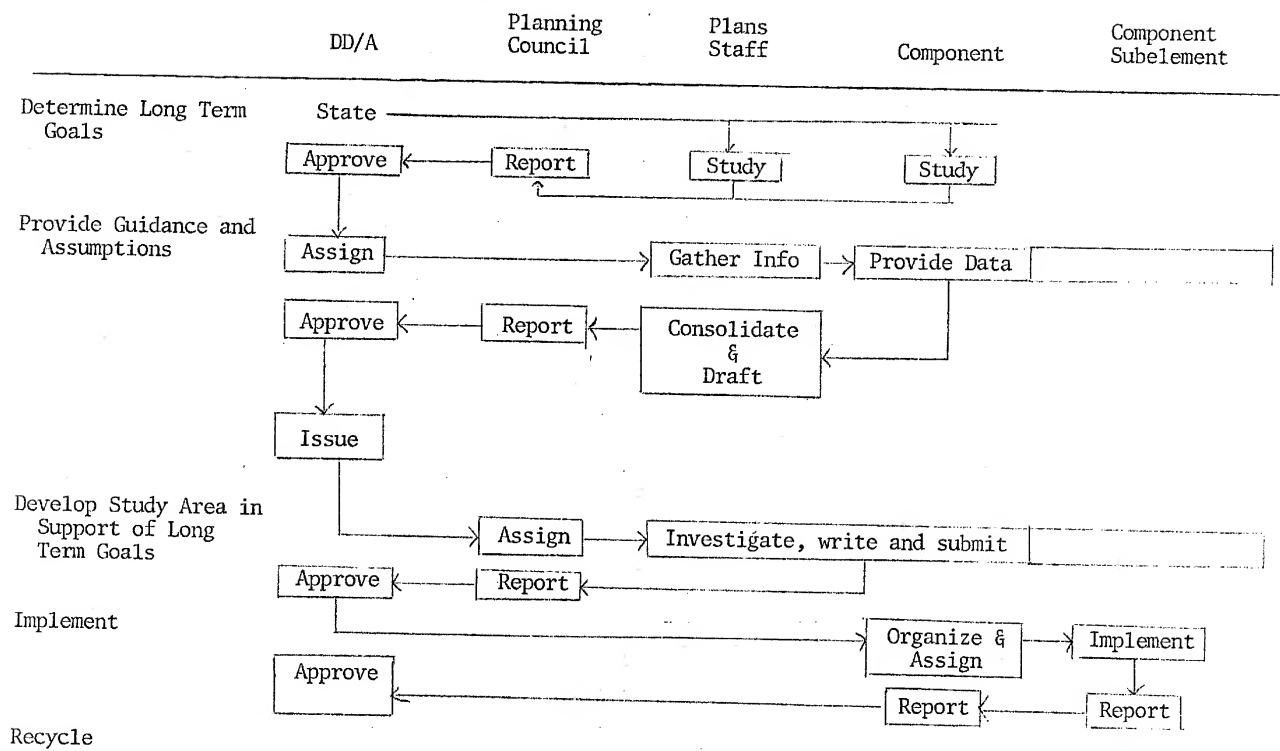 DD/A
Planning
Council
Plans
Staff
Component
Component
Subelement
Determine Long Term
Goals
State
Approve
Report
Study
Study
Provide Guidance and
Assumptions
Assign
Gather Info
Provide Data
Approve
Report
Consolidate
&
Draft
Issue
Develop Study Area in
Support of Long
Term Goals
Assign
Investigate, write and submit
Approve
Report
Implement
Organize &
Assign
Implement
Approve
Report
Report
Recycle